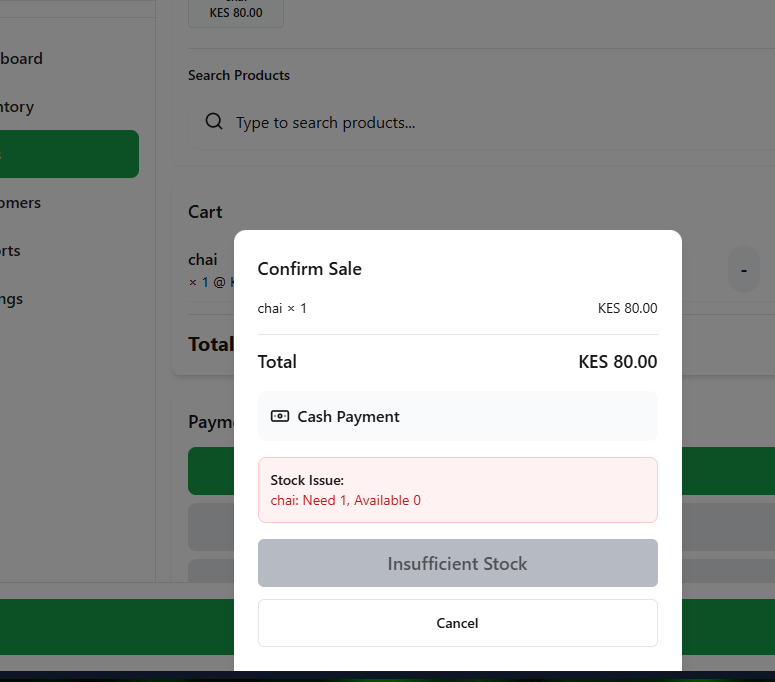 KES 80.00
board
ntory
omers
rts
ngs
Search Products
Type to search products...
Cart
chai
× 1 @ K
-
Total
Paym
Confirm Sale
chai × 1 KES 80.00
Total KES 80.00
Cash Payment
Stock Issue:
chai: Need 1, Available 0
Insufficient Stock
Cancel